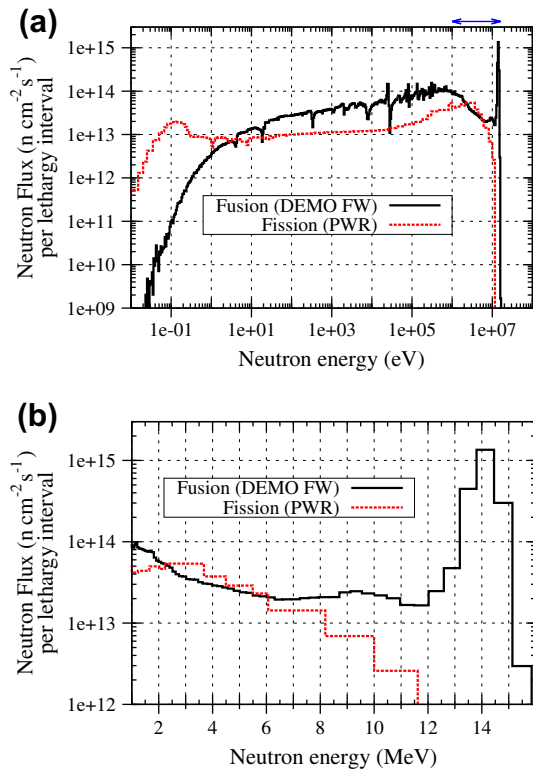 (a)
Neutron Flux (n cm⁻² s⁻¹)
per lethargy interval
1e+15
1e+14
1e+13
1e+12
1e+11
1e+10
1e+09
Fusion (DEMO FW)
Fission (PWR)
1e-01 1e+01 1e+03 1e+05 1e+07
Neutron energy (eV)
(b)
Neutron Flux (n cm⁻² s⁻¹)
per lethargy interval
1e+15
1e+14
1e+13
1e+12
Fusion (DEMO FW)
Fission (PWR)
2 4 6 8 10 12 14
Neutron energy (MeV)